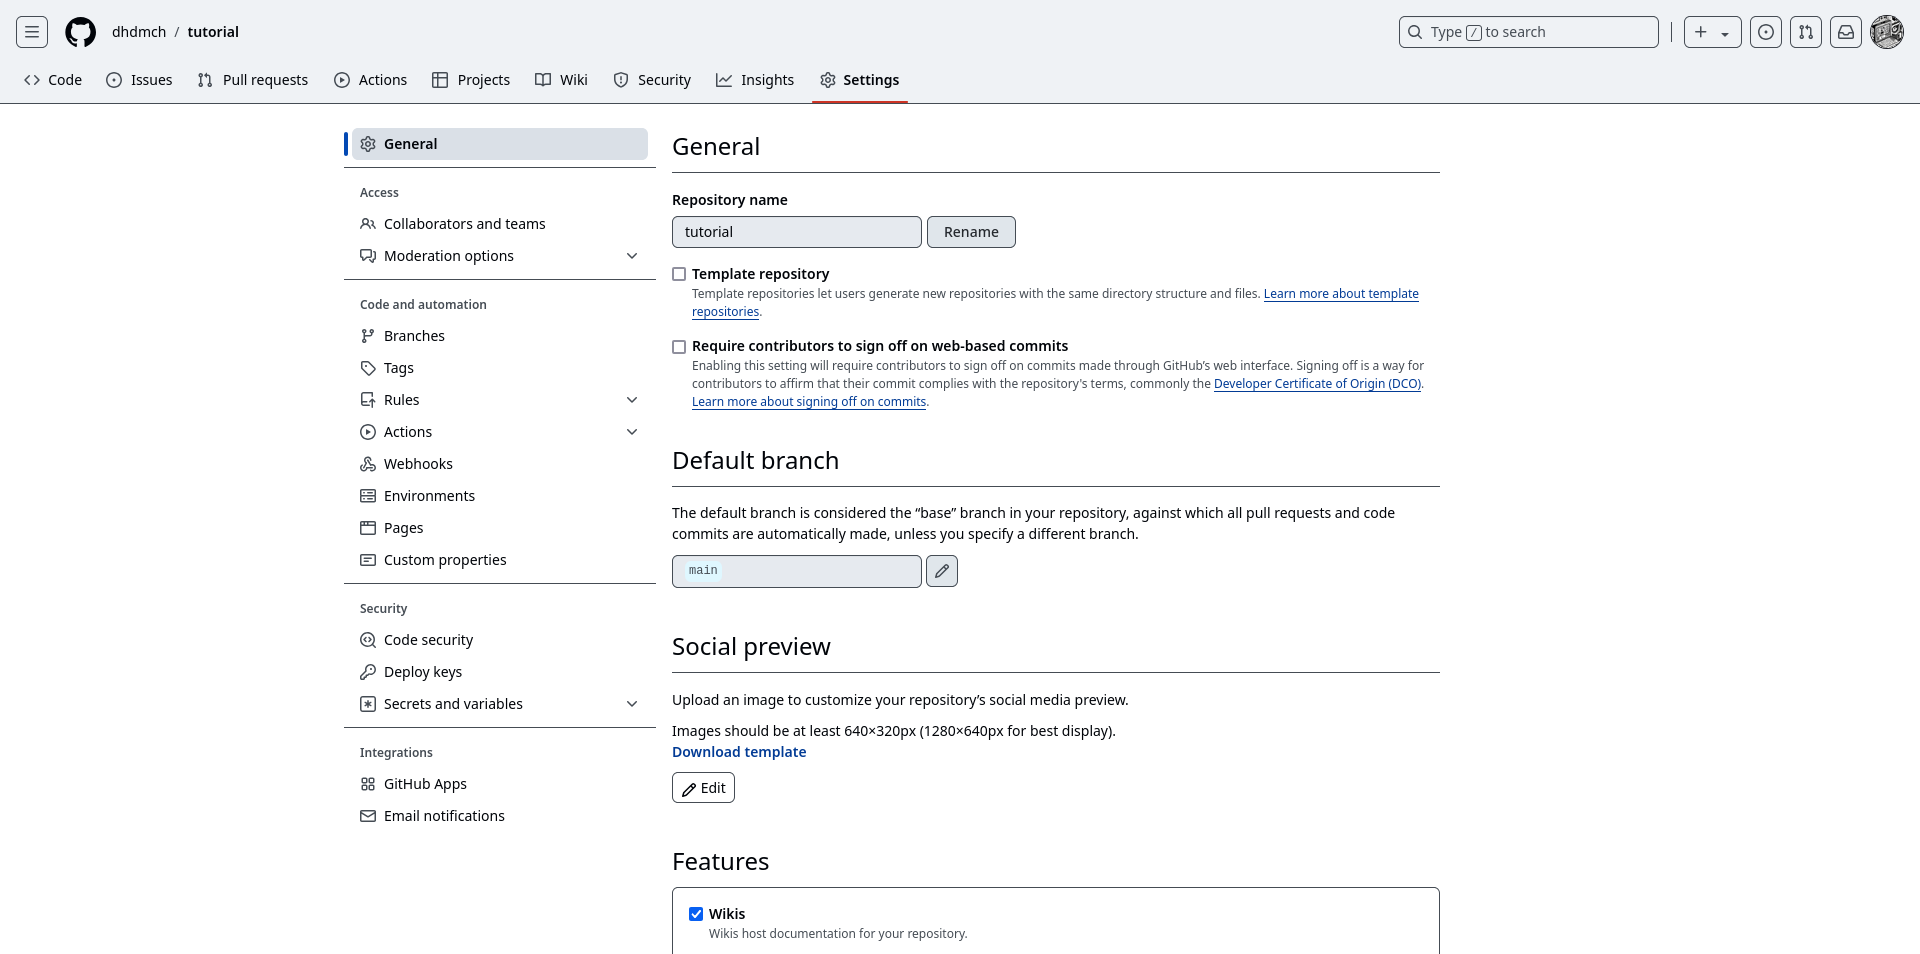 dhdmch / tutorial
Type / to search
Code Issues Pull requests Actions Projects Wiki Security Insights Settings
General
Access
Collaborators and teams
Moderation options
Code and automation
Branches
Tags
Rules
Actions
Webhooks
Environments
Pages
Custom properties
Security
Code security
Deploy keys
Secrets and variables
Integrations
GitHub Apps
Email notifications
General
Repository name
tutorial Rename
Template repository
Template repositories let users generate new repositories with the same directory structure and files. Learn more about template
repositories.
Require contributors to sign off on web-based commits
Enabling this setting will require contributors to sign off on commits made through GitHub’s web interface. Signing off is a way for
contributors to affirm that their commit complies with the repository's terms, commonly the Developer Certificate of Origin (DCO).
Learn more about signing off on commits.
Default branch
The default branch is considered the “base” branch in your repository, against which all pull requests and code
commits are automatically made, unless you specify a different branch.
main
Social preview
Upload an image to customize your repository’s social media preview.
Images should be at least 640×320px (1280×640px for best display).
Download template
Edit
Features
Wikis
Wikis host documentation for your repository.